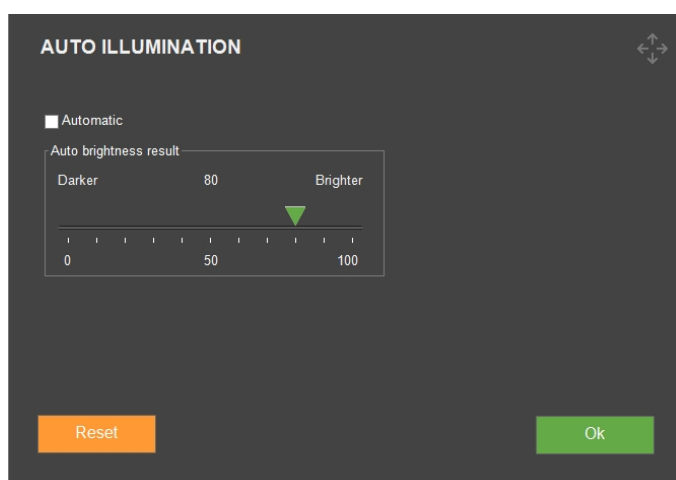 AUTO ILLUMINATION
Automatic
Auto brightness result
Darker 80 Brighter
0 50 100
Reset Ok